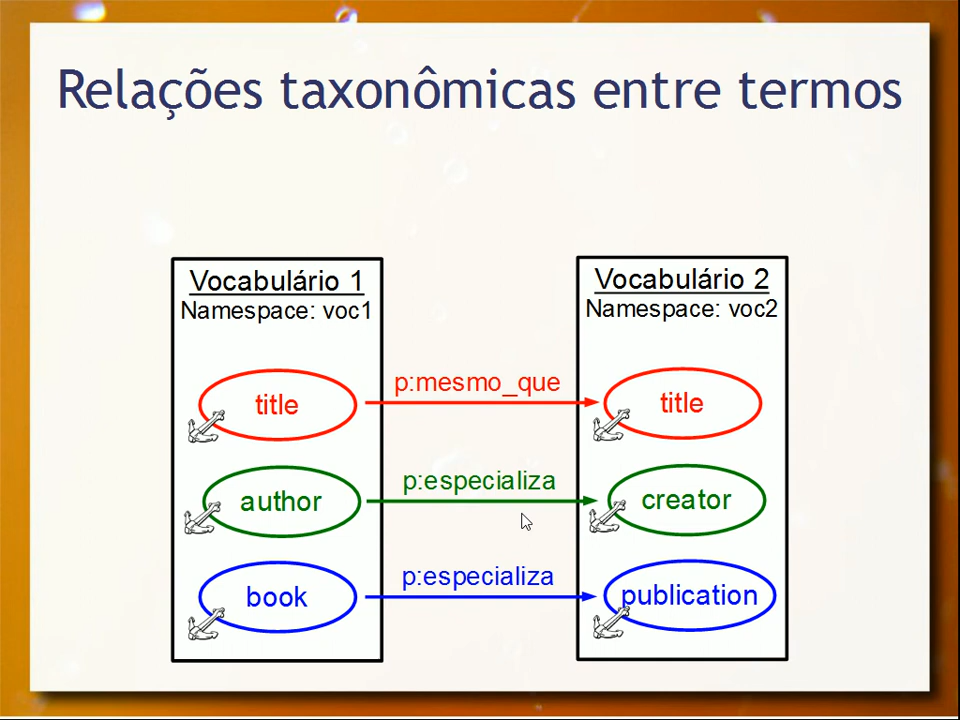 Relações taxonômicas entre termos
Vocabulário 1
Namespace: voc1
title
author
book
p:mesmo_que
p:especializa
p:especializa
Vocabulário 2
Namespace: voc2
title
creator
publication